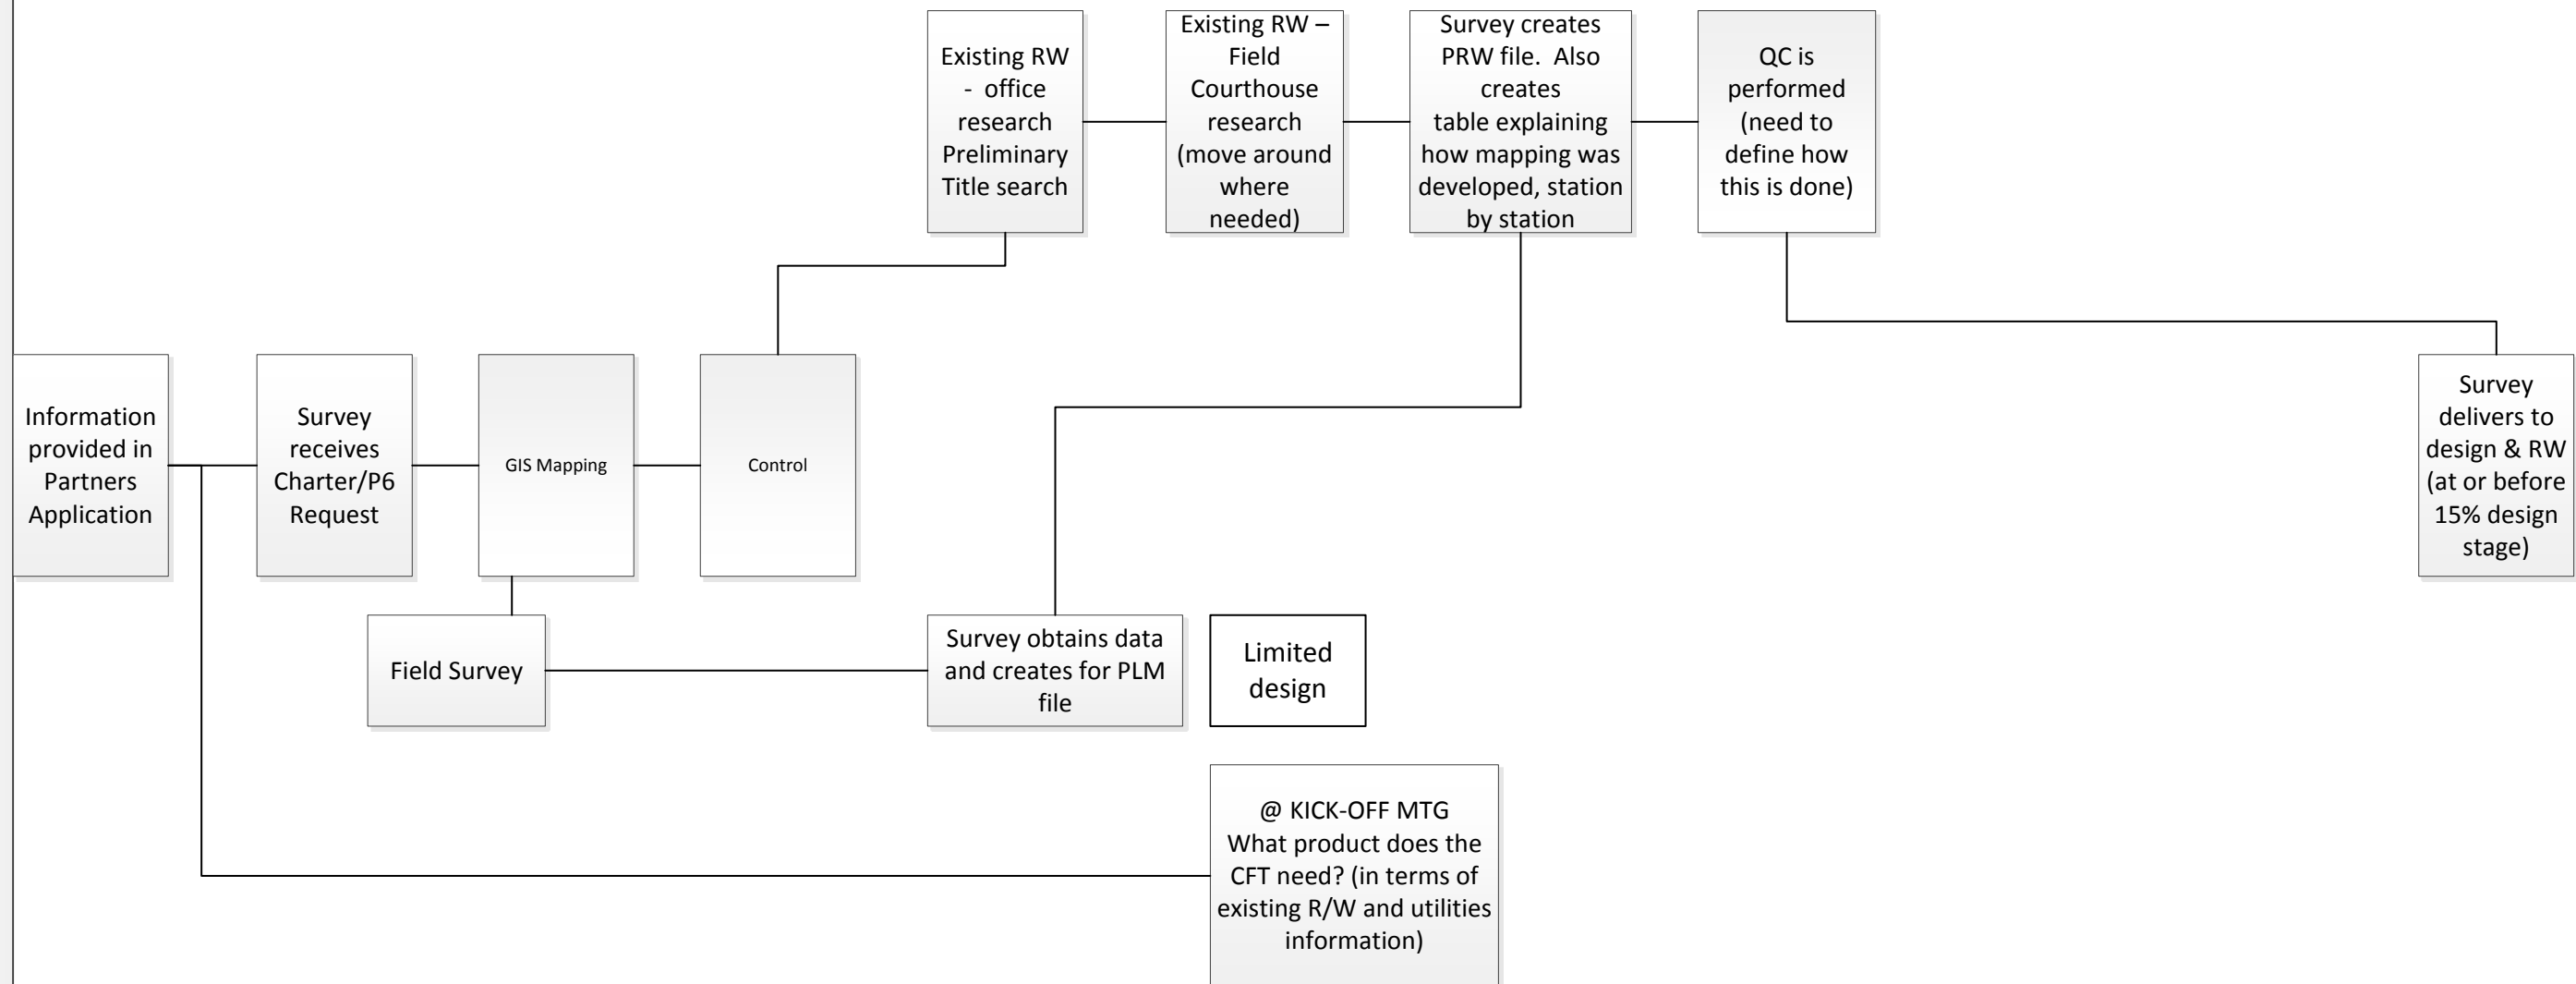 Existing RW
- office
research
Preliminary
Title search
Existing RW –
Field
Courthouse
research
(move around
where
needed)
Survey creates
PRW file. Also
creates
table explaining
how mapping was
developed, station
by station
QC is
performed
(need to
define how
this is done)
Information
provided in
Partners
Application
Survey
receives
Charter/P6
Request
GIS Mapping
Control
Survey
delivers to
design & RW
(at or before
15% design
stage)
Field Survey
Survey obtains data
and creates for PLM
file
Limited
design
@ KICK-OFF MTG
What product does the
CFT need? (in terms of
existing R/W and utilities
information)